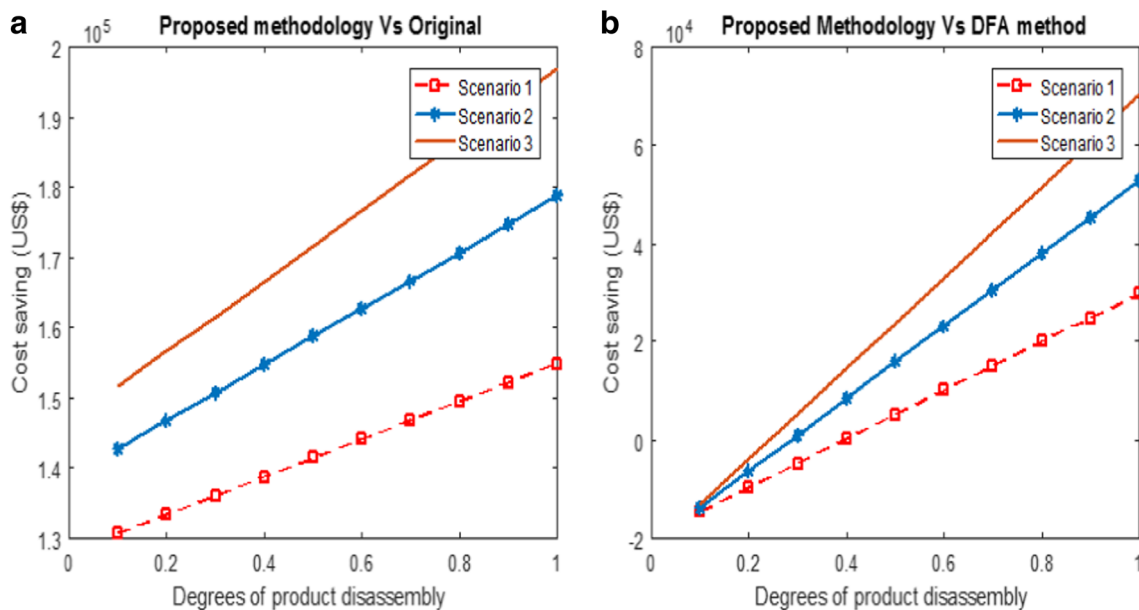 a
Proposed methodology Vs Original
10^5
2
1.9
1.8
1.7
1.6
1.5
1.4
1.3
Cost saving (US$)
0
0.2
0.4
0.6
0.8
1
Degrees of product disassembly
Scenario 1
Scenario 2
Scenario 3
b
Proposed Methodology Vs DFA method
10^4
8
6
4
2
0
-2
Cost saving (US$)
0
0.2
0.4
0.6
0.8
1
Degrees of product disassembly
Scenario 1
Scenario 2
Scenario 3